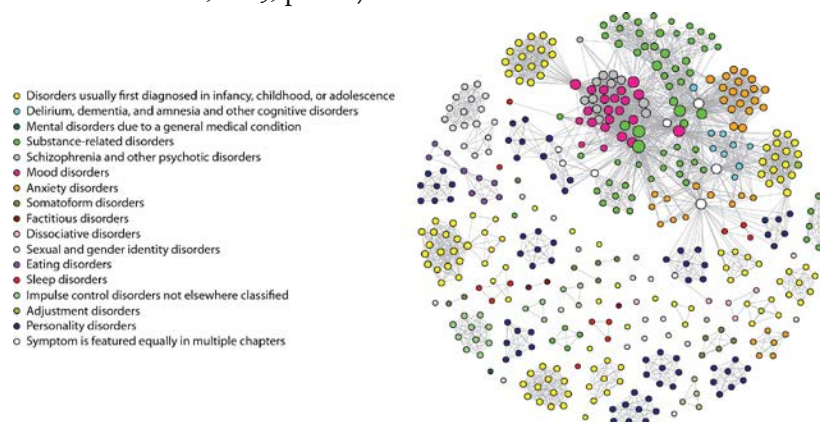 Disorders usually first diagnosed in infancy, childhood, or adolescence
Delirium, dementia, and amnesia and other cognitive disorders
Mental disorders due to a general medical condition
Substance-related disorders
Schizophrenia and other psychotic disorders
Mood disorders
Anxiety disorders
Somatoform disorders
Factitious disorders
Dissociative disorders
Sexual and gender identity disorders
Eating disorders
Sleep disorders
Impulse control disorders not elsewhere classified
Adjustment disorders
Personality disorders
Symptom is featured equally in multiple chapters